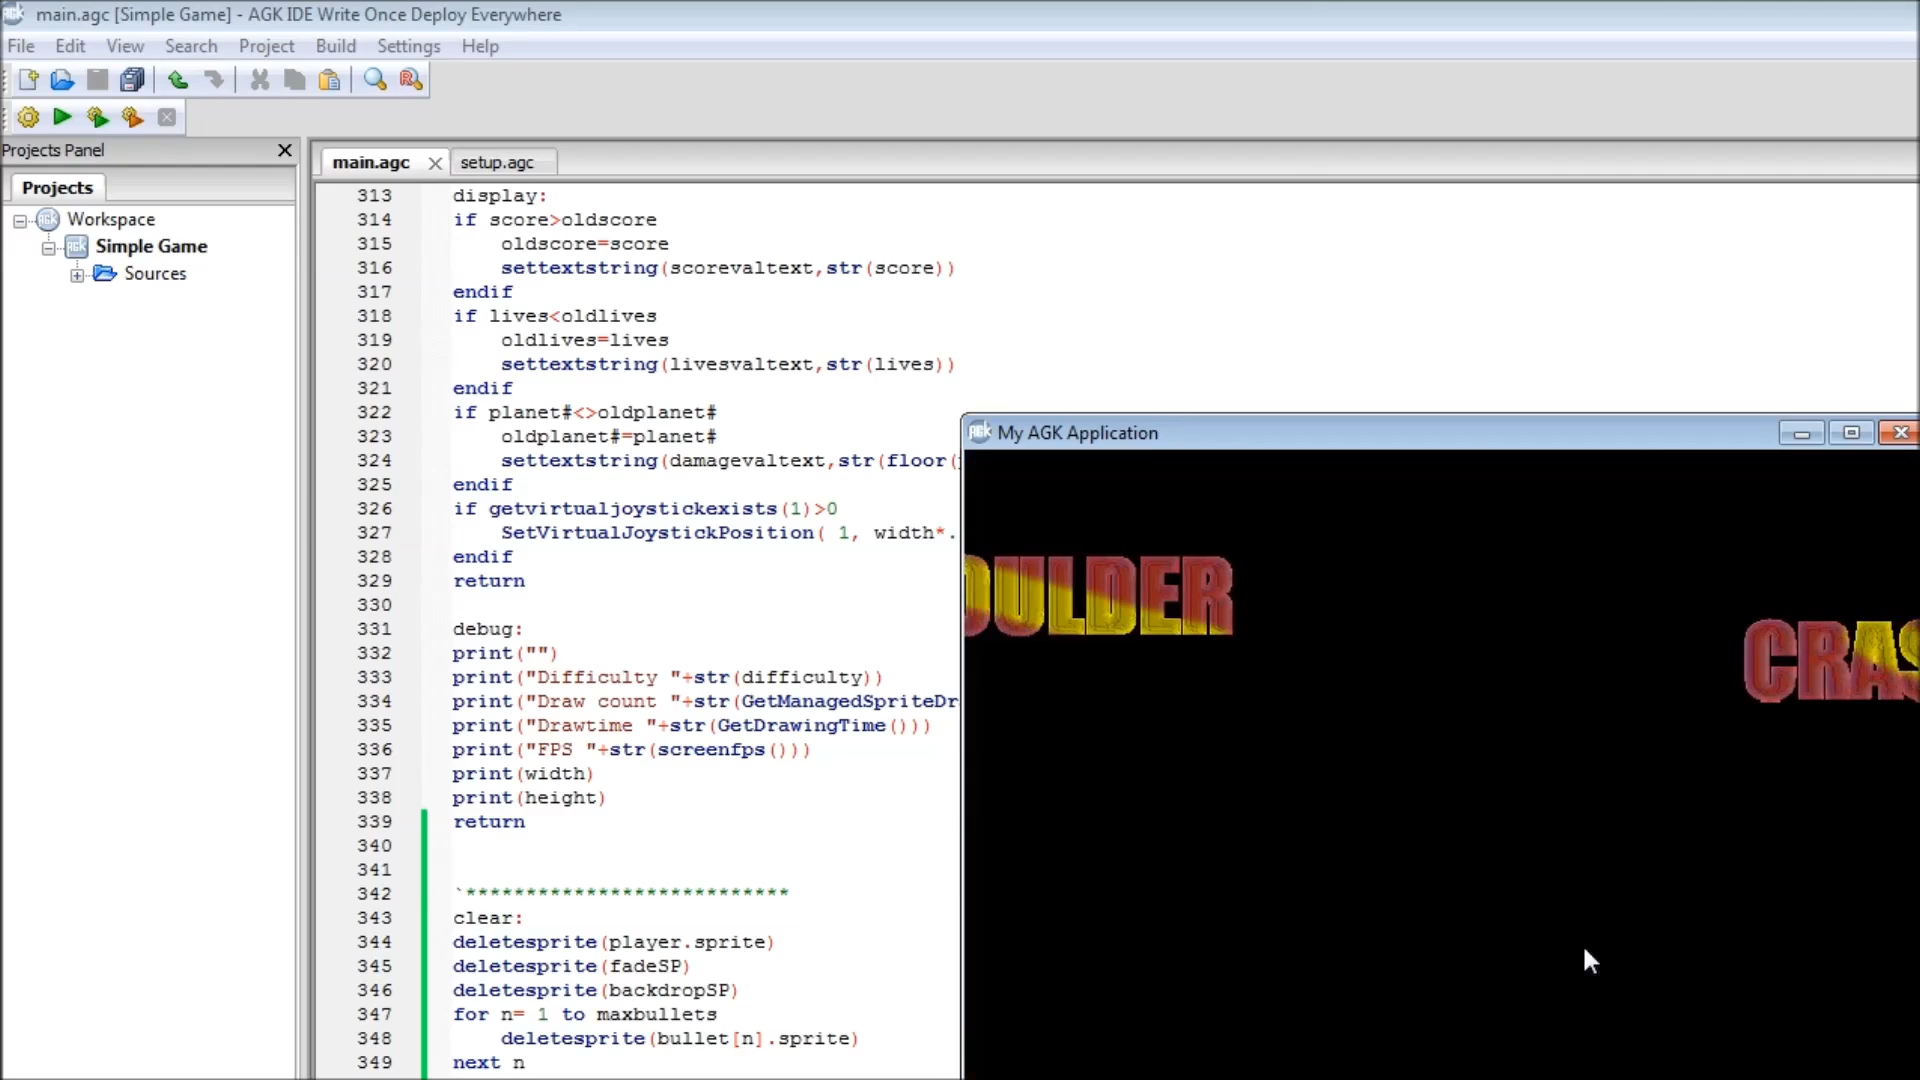 main.agc [Simple Game] - AGK IDE Write Once Deploy Everywhere
File Edit View Search Project Build Settings Help
Projects Panel
main.agc setup.agc
Projects
Workspace
Simple Game
Sources
313 display:
314 if score>oldscore
315 oldscore=score
316 settextstring(scorevaltext,str(score))
317 endif
318 if lives<oldlives
319 oldlives=lives
320 settextstring(livesvaltext,str(lives))
321 endif
322 if planet#<>oldplanet#
323 oldplanet#=planet#
324 settextstring(damagevaltext,str(floor(
325 endif
326 if getvirtualjoystickexists(1)>0
327 SetVirtualJoystickPosition( 1, width*.
328 endif
329 return
330
331 debug:
332 print("")
333 print("Difficulty "+str(difficulty))
334 print("Draw count "+str(GetManagedSpriteDr
335 print("Drawtime "+str(GetDrawingTime()))
336 print("FPS "+str(screenfps()))
337 print(width)
338 print(height)
339 return
340
341
342 `***************************
343 clear:
344 deletesprite(player.sprite)
345 deletesprite(fadeSP)
346 deletesprite(backdropSP)
347 for n= 1 to maxbullets
348 deletesprite(bullet[n].sprite)
349 next n
My AGK Application
OULDER
CRAS